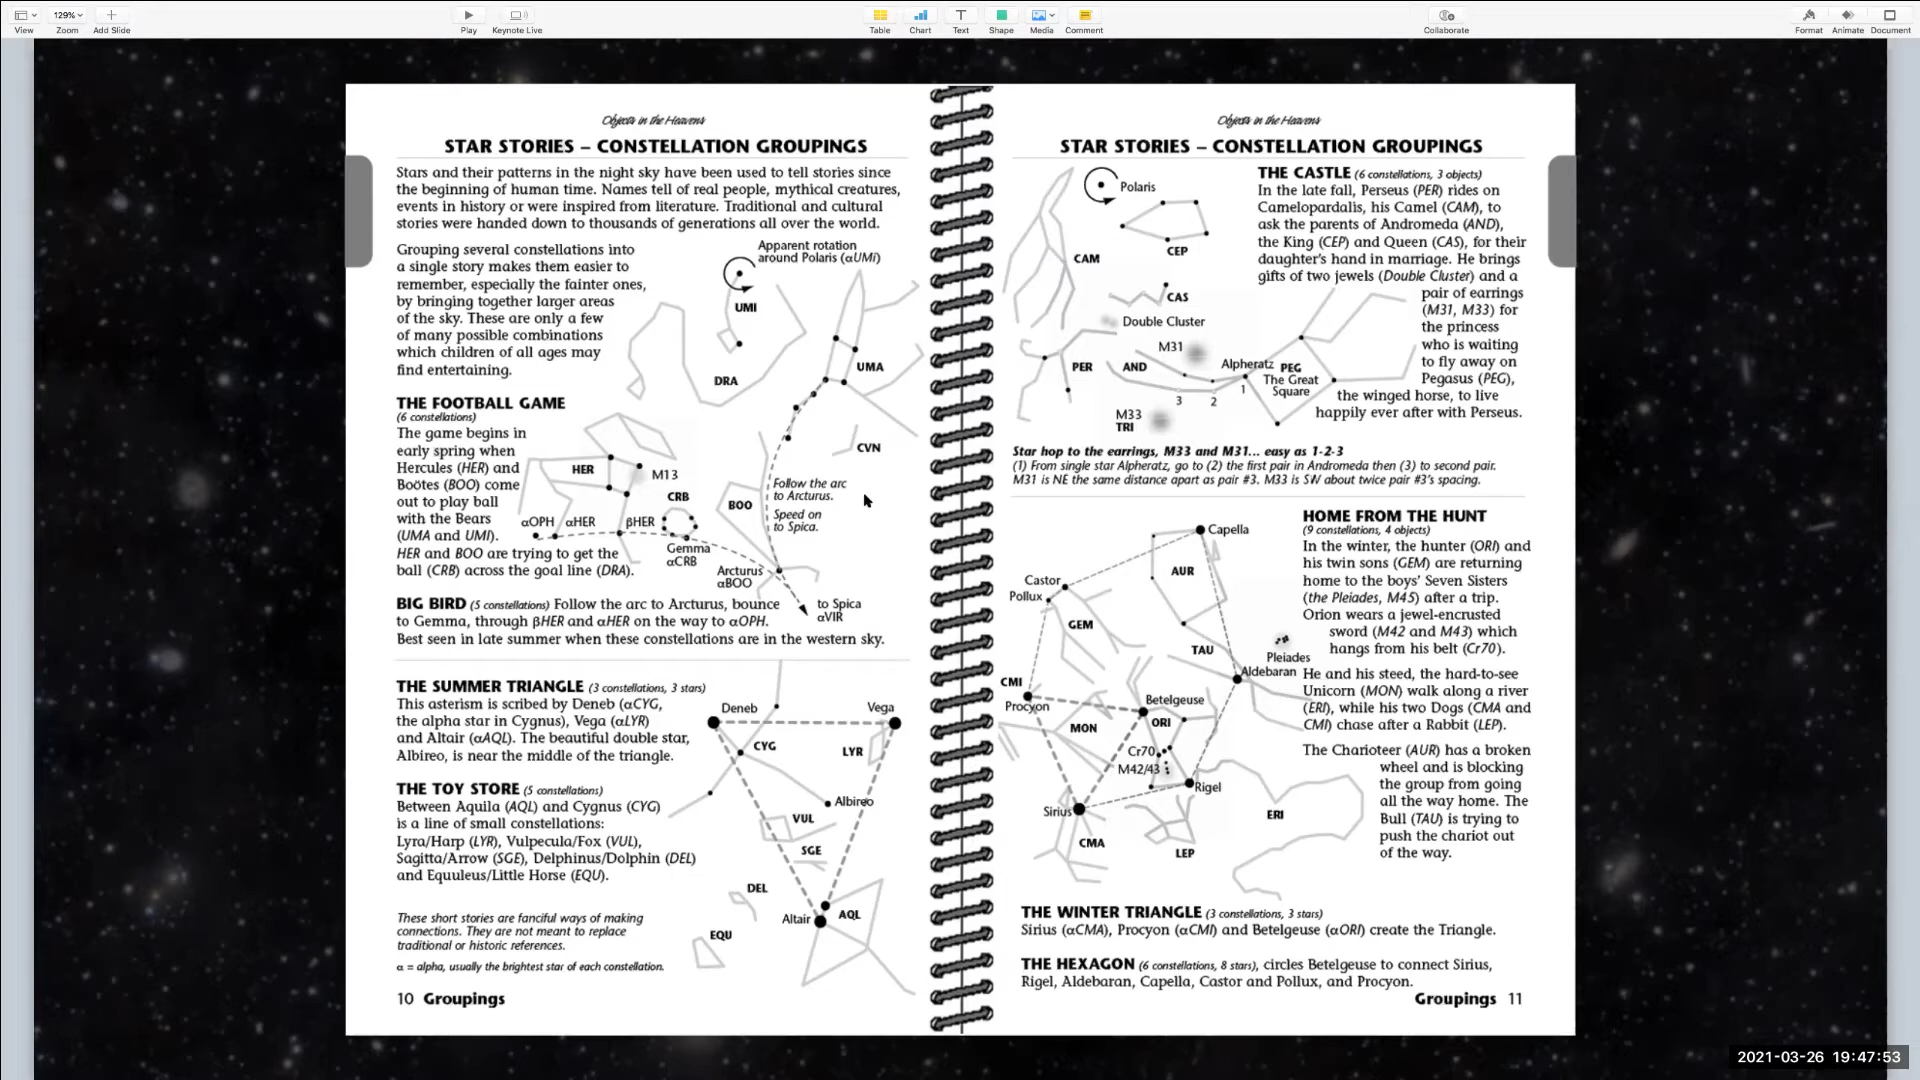 129%
View
Zoom
Add Slide
Play
Keynote Live
Table
Chart
Text
Shape
Media
Comment
Collaborate
Format
Animate
Document
Objects in the Heavens
STAR STORIES – CONSTELLATION GROUPINGS
Stars and their patterns in the night sky have been used to tell stories since
the beginning of human time. Names tell of real people, mythical creatures,
events in history or were inspired from literature. Traditional and cultural
stories were handed down to thousands of generations all over the world.
Grouping several constellations into
a single story makes them easier to
remember, especially the fainter ones,
by bringing together larger areas
of the sky. These are only a few
of many possible combinations
which children of all ages may
find entertaining.
Apparent rotation
around Polaris (αUMi)
UMI
DRA
UMA
CVN
THE FOOTBALL GAME
(6 constellations)
The game begins in
early spring when
Hercules (HER) and
Boötes (BOO) come
out to play ball
with the Bears
(UMA and UMI).
HER and BOO are trying to get the
ball (CRB) across the goal line (DRA).
HER
M13
CRB
BOO
Follow the arc
to Arcturus.
Speed on
to Spica.
αOPH
αHER
βHER
Gemma
αCRB
Arcturus
αBOO
to Spica
αVIR
BIG BIRD (5 constellations) Follow the arc to Arcturus, bounce
to Gemma, through βHER and αHER on the way to αOPH.
Best seen in late summer when these constellations are in the western sky.
THE SUMMER TRIANGLE (3 constellations, 3 stars)
This asterism is scribed by Deneb (αCYG,
the alpha star in Cygnus), Vega (αLYR)
and Altair (αAQL). The beautiful double star,
Albireo, is near the middle of the triangle.
THE TOY STORE (5 constellations)
Between Aquila (AQL) and Cygnus (CYG)
is a line of small constellations:
Lyra/Harp (LYR), Vulpecula/Fox (VUL),
Sagitta/Arrow (SGE), Delphinus/Dolphin (DEL)
and Equuleus/Little Horse (EQU).
These short stories are fanciful ways of making
connections. They are not meant to replace
traditional or historic references.
α = alpha, usually the brightest star of each constellation.
Deneb
Vega
CYG
LYR
Albireo
VUL
SGE
DEL
Altair
AQL
EQU
10 Groupings
Objects in the Heavens
STAR STORIES – CONSTELLATION GROUPINGS
Polaris
CEP
CAM
CAS
Double Cluster
M31
PER
AND
Alpheratz
PEG
The Great
Square
1
2
3
M33
TRI
THE CASTLE (6 constellations, 3 objects)
In the late fall, Perseus (PER) rides on
Camelopardalis, his Camel (CAM), to
ask the parents of Andromeda (AND),
the King (CEP) and Queen (CAS), for their
daughter's hand in marriage. He brings
gifts of two jewels (Double Cluster) and a
pair of earrings
(M31, M33) for
the princess
who is waiting
to fly away on
Pegasus (PEG),
the winged horse, to live
happily ever after with Perseus.
Star hop to the earrings, M33 and M31... easy as 1-2-3
(1) From single star Alpheratz, go to (2) the first pair in Andromeda then (3) to second pair.
M31 is NE the same distance apart as pair #3. M33 is SW about twice pair #3's spacing.
Capella
Castor
Pollux
AUR
GEM
TAU
Pleiades
Aldebaran
CMI
Procyon
Betelgeuse
ORI
MON
Cr70
M42/43
Rigel
Sirius
ERI
CMA
LEP
HOME FROM THE HUNT
(9 constellations, 4 objects)
In the winter, the hunter (ORI) and
his twin sons (GEM) are returning
home to the boys' Seven Sisters
(the Pleiades, M45) after a trip.
Orion wears a jewel-encrusted
sword (M42 and M43) which
hangs from his belt (Cr70).
He and his steed, the hard-to-see
Unicorn (MON) walk along a river
(ERI), while his two Dogs (CMA and
CMI) chase after a Rabbit (LEP).
The Charioteer (AUR) has a broken
wheel and is blocking
the group from going
all the way home. The
Bull (TAU) is trying to
push the chariot out
of the way.
THE WINTER TRIANGLE (3 constellations, 3 stars)
Sirius (αCMA), Procyon (αCMI) and Betelgeuse (αORI) create the Triangle.
THE HEXAGON (6 constellations, 8 stars), circles Betelgeuse to connect Sirius,
Rigel, Aldebaran, Capella, Castor and Pollux, and Procyon.
Groupings 11
2021-03-26 19:47:53